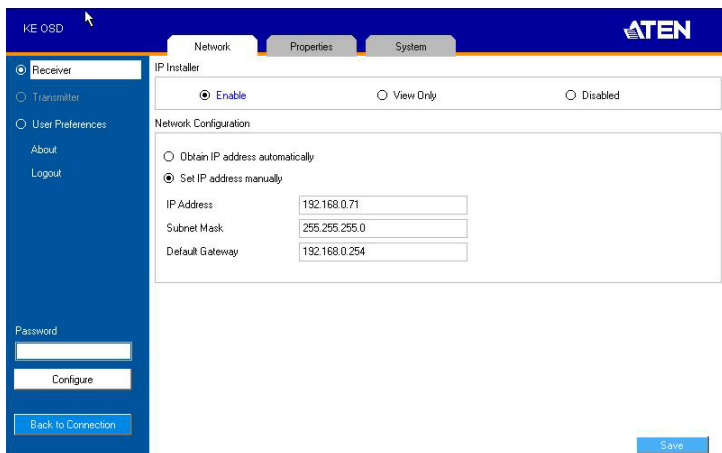 KE OSD
ATEN
Network Properties System
Receiver
Transmitter
User Preferences
About
Logout
Password
Configure
Back to Connection
IP Installer
Enable View Only Disabled
Network Configuration
Obtain IP address automatically
Set IP address manually
IP Address 192.168.0.71
Subnet Mask 255.255.255.0
Default Gateway 192.168.0.254
Save